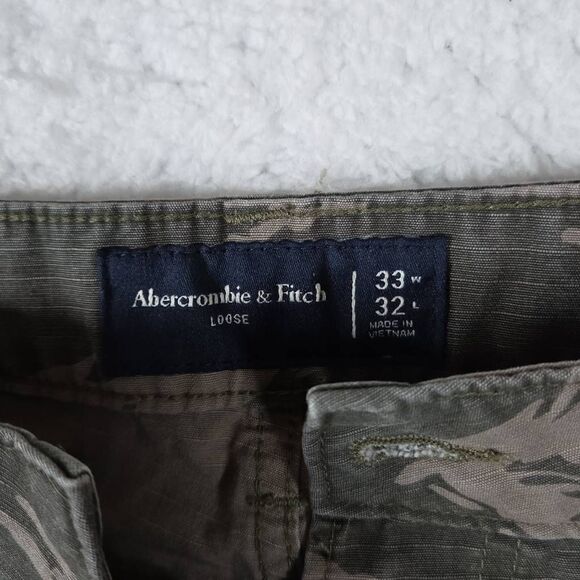 Abercrombie & Fitch
LOOSE
33 W
32 L
MADE IN
VIETNAM